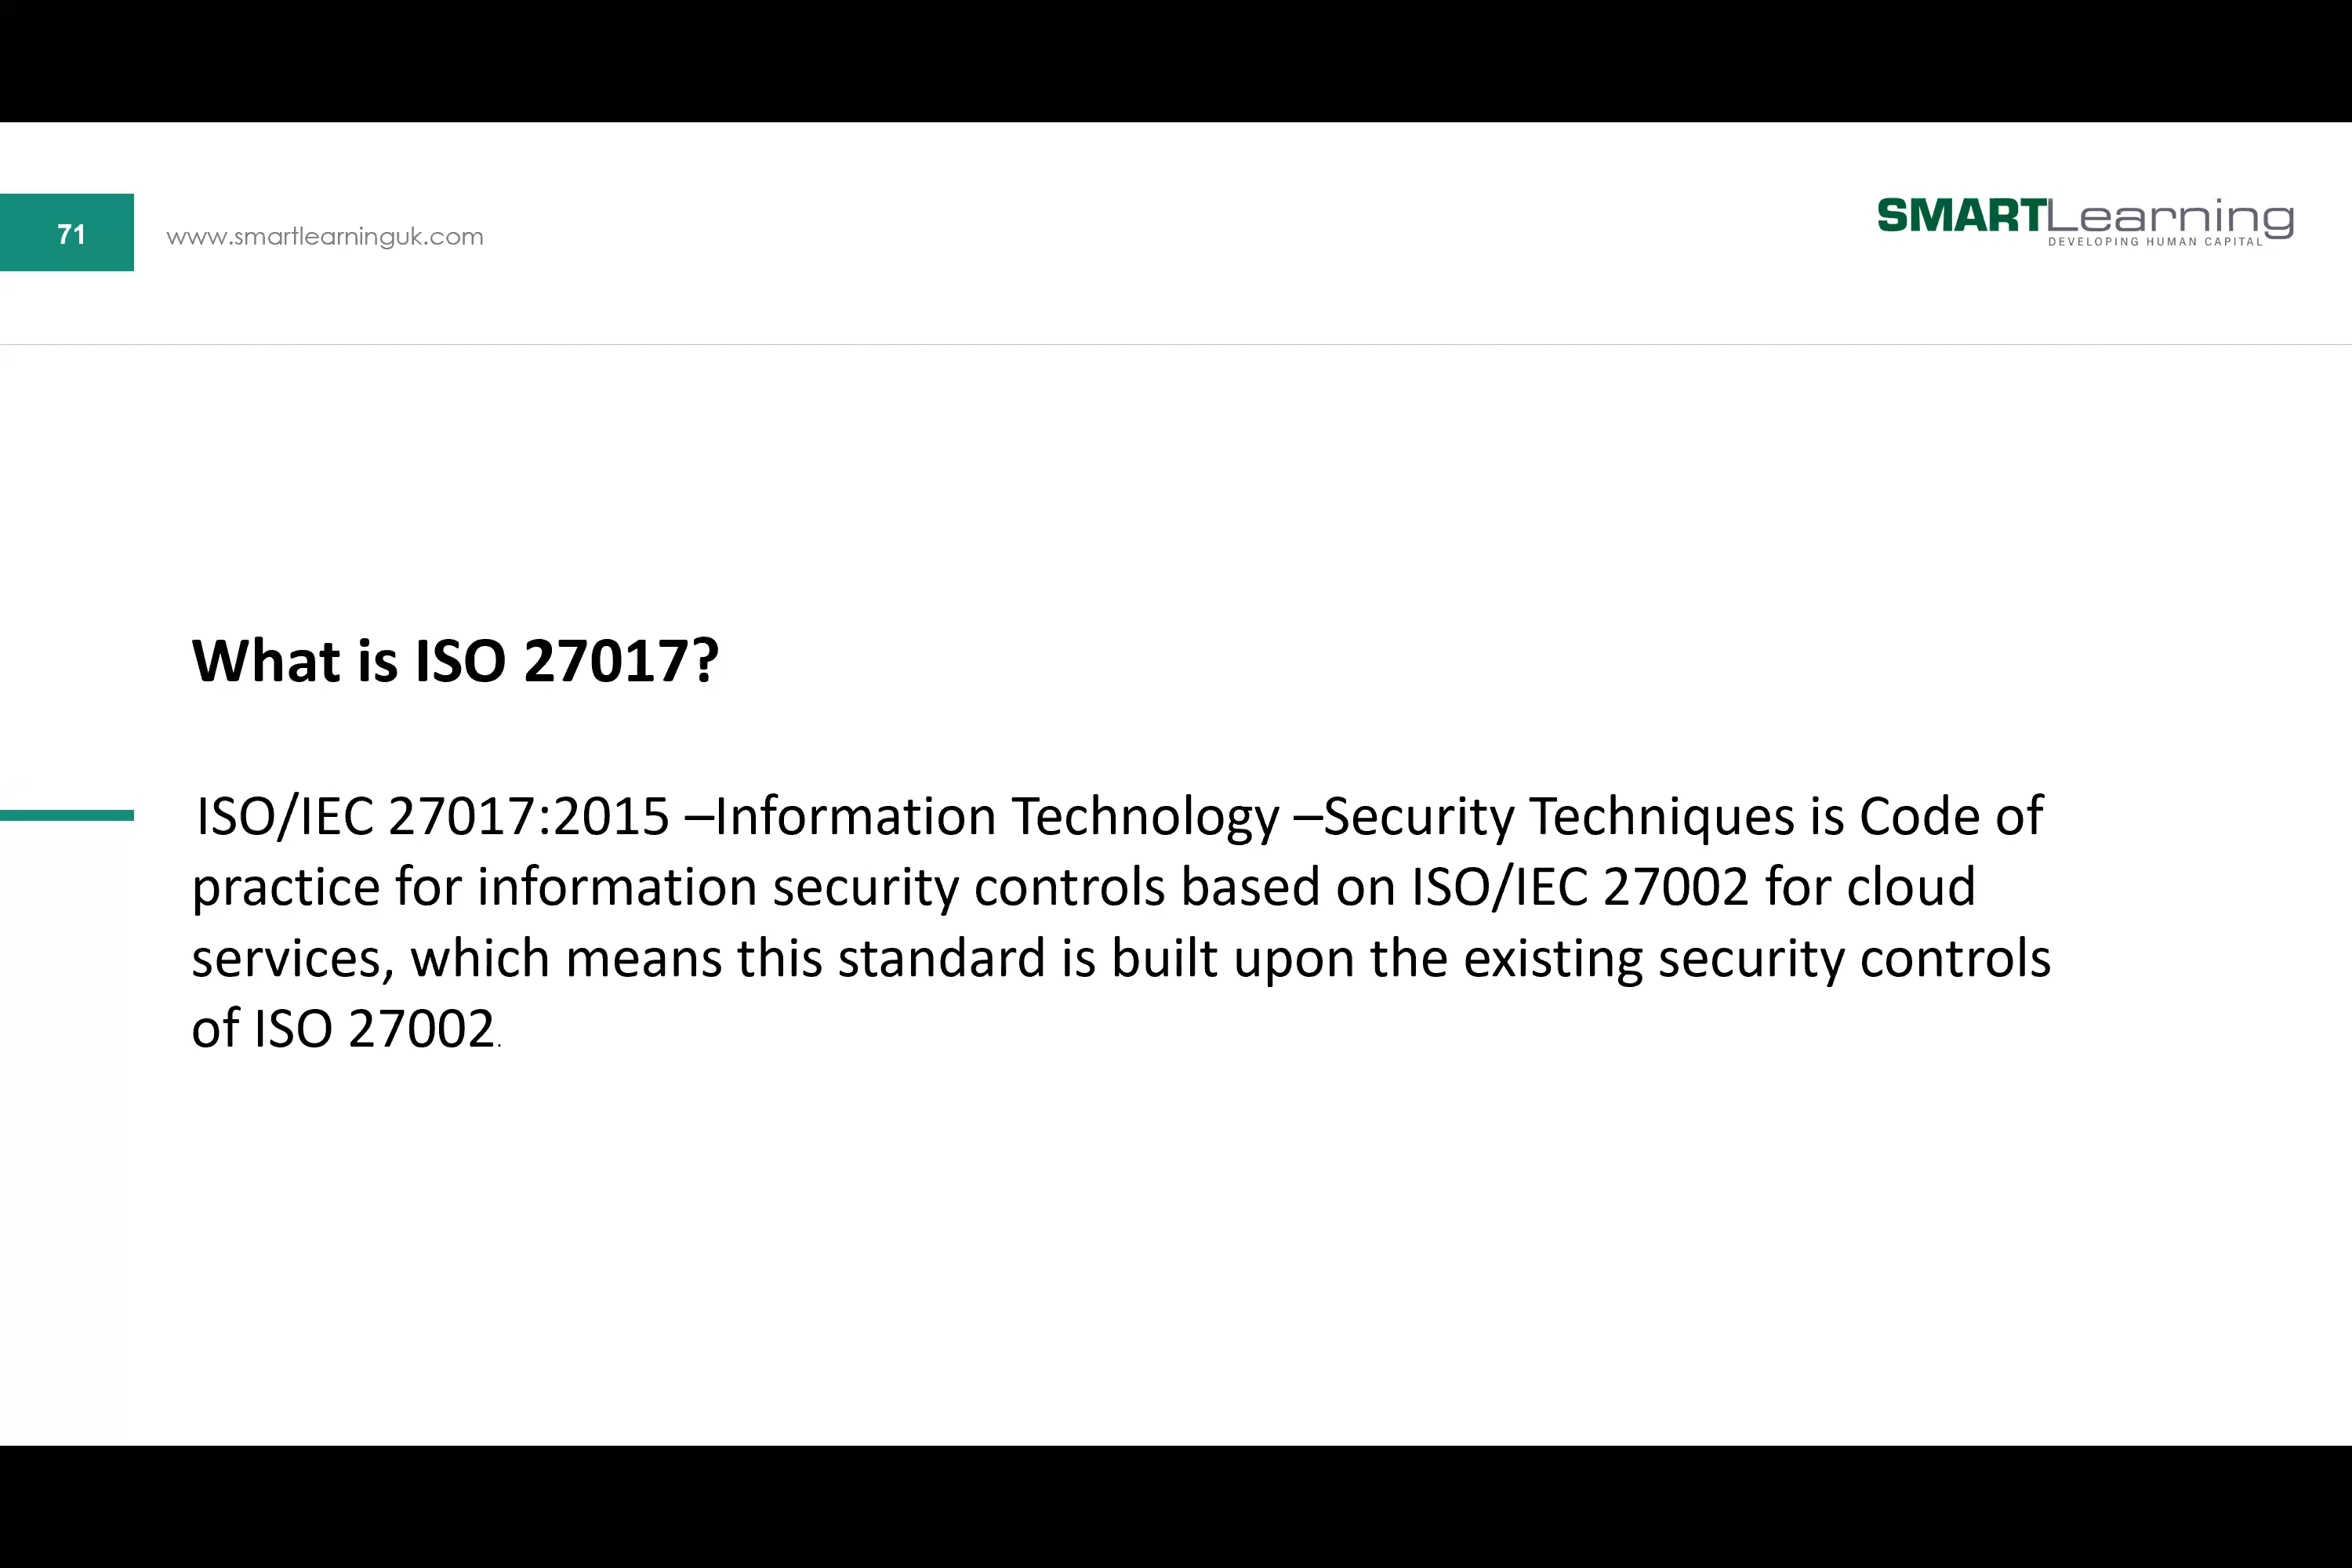 71
www.smartlearninguk.com
SMARTLearning
DEVELOPING HUMAN CAPITAL
What is ISO 27017?
ISO/IEC 27017:2015 –Information Technology –Security Techniques is Code of
practice for information security controls based on ISO/IEC 27002 for cloud
services, which means this standard is built upon the existing security controls
of ISO 27002.